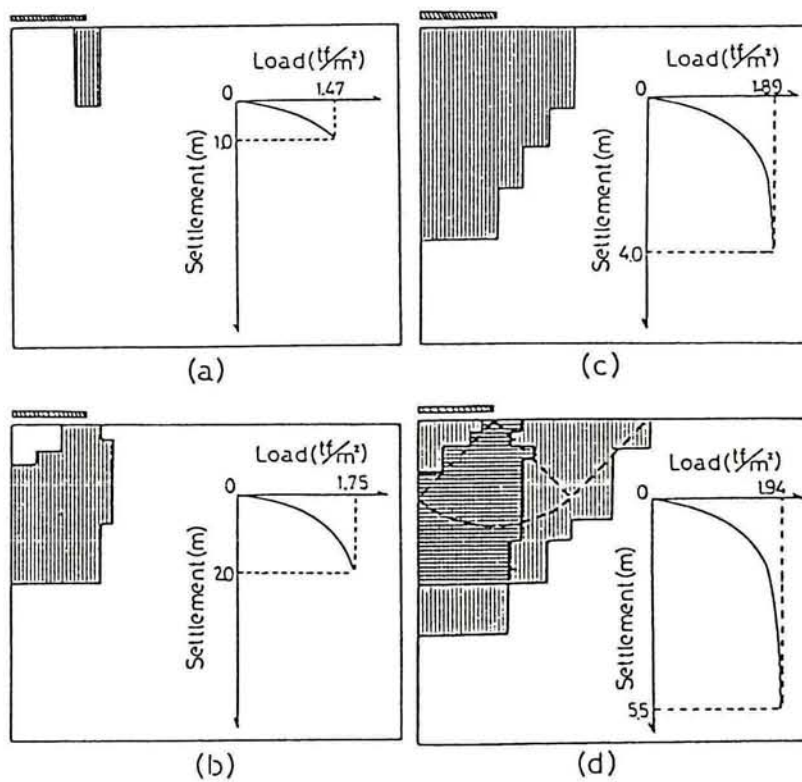 Load(tf/m²)
0
1.47
1.0
Settlement(m)
(a)
Load(tf/m²)
0
1.89
4.0
Settlement(m)
(c)
Load(tf/m²)
0
1.75
2.0
Settlement(m)
(b)
Load(tf/m²)
0
1.94
5.5
Settlement(m)
(d)